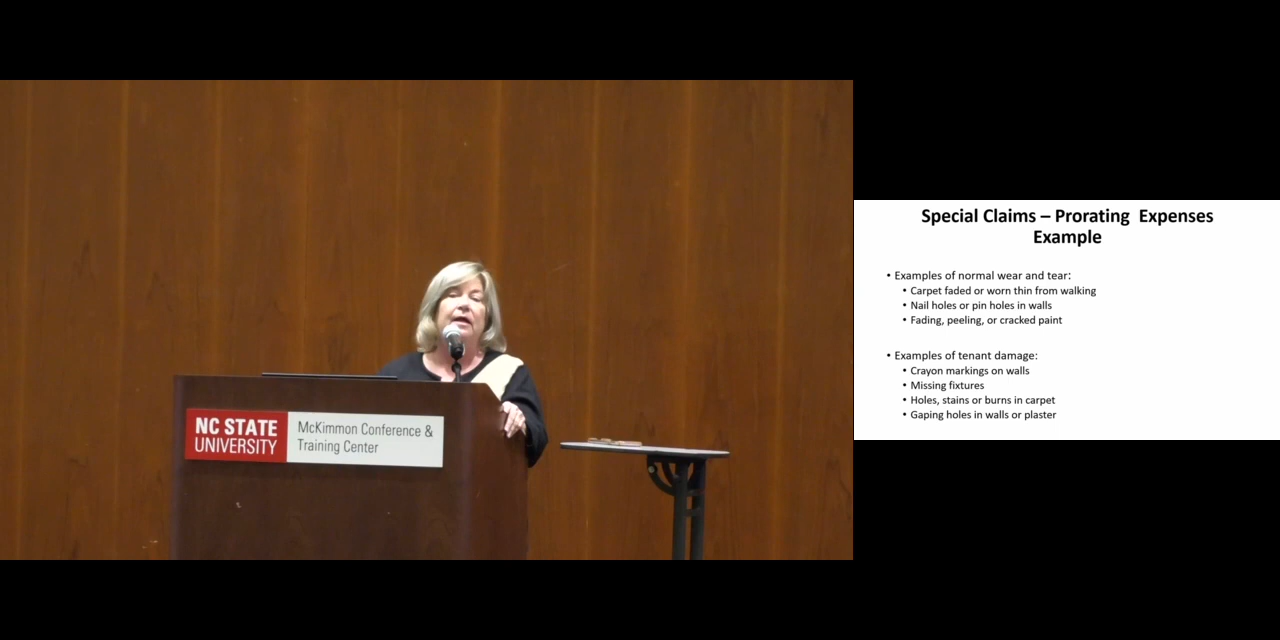 NC STATE
UNIVERSITY
McKimmon Conference &
Training Center
Special Claims – Prorating Expenses
Example
• Examples of normal wear and tear:
• Carpet faded or worn thin from walking
• Nail holes or pin holes in walls
• Fading, peeling, or cracked paint
• Examples of tenant damage:
• Crayon markings on walls
• Missing fixtures
• Holes, stains or burns in carpet
• Gaping holes in walls or plaster